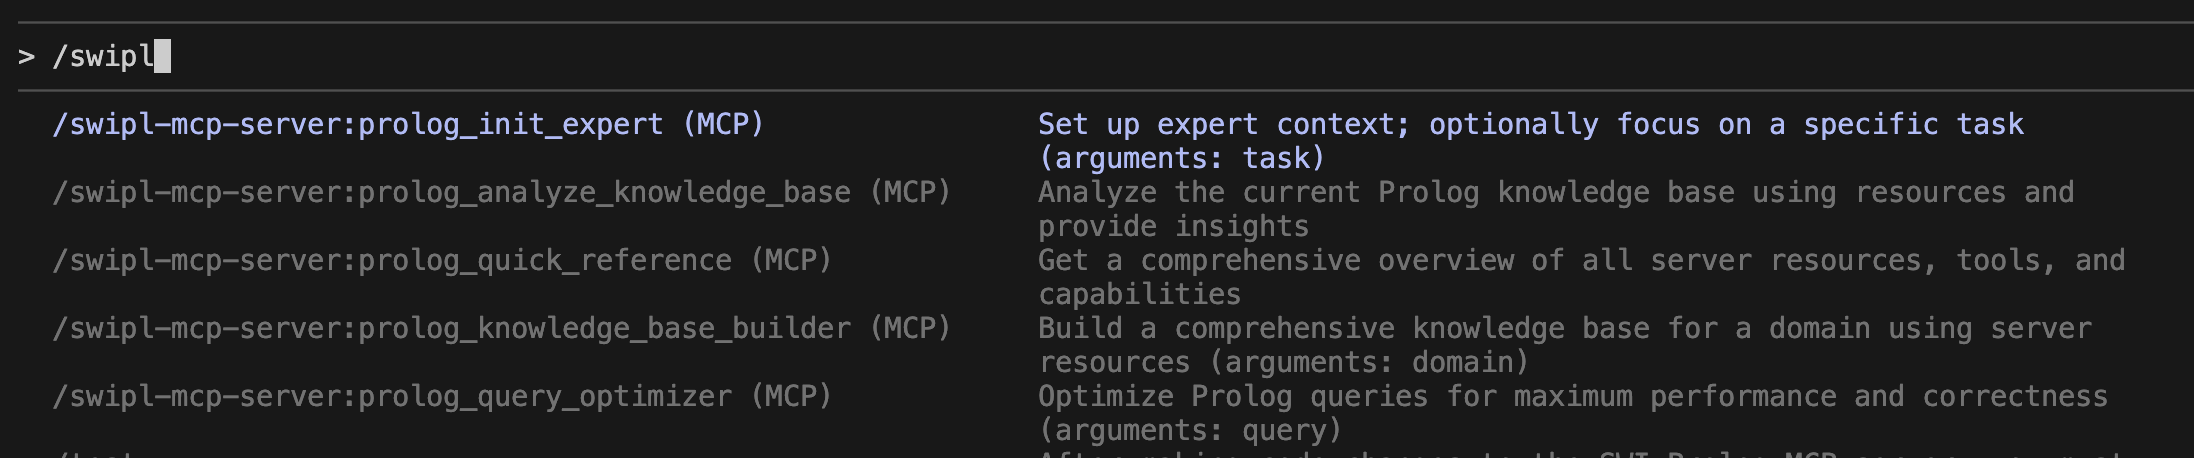 > /swipl
/swipl-mcp-server:prolog_init_expert (MCP) Set up expert context; optionally focus on a specific task
(arguments: task)
/swipl-mcp-server:prolog_analyze_knowledge_base (MCP) Analyze the current Prolog knowledge base using resources and
provide insights
/swipl-mcp-server:prolog_quick_reference (MCP) Get a comprehensive overview of all server resources, tools, and
capabilities
/swipl-mcp-server:prolog_knowledge_base_builder (MCP) Build a comprehensive knowledge base for a domain using server
resources (arguments: domain)
/swipl-mcp-server:prolog_query_optimizer (MCP) Optimize Prolog queries for maximum performance and correctness
(arguments: query)